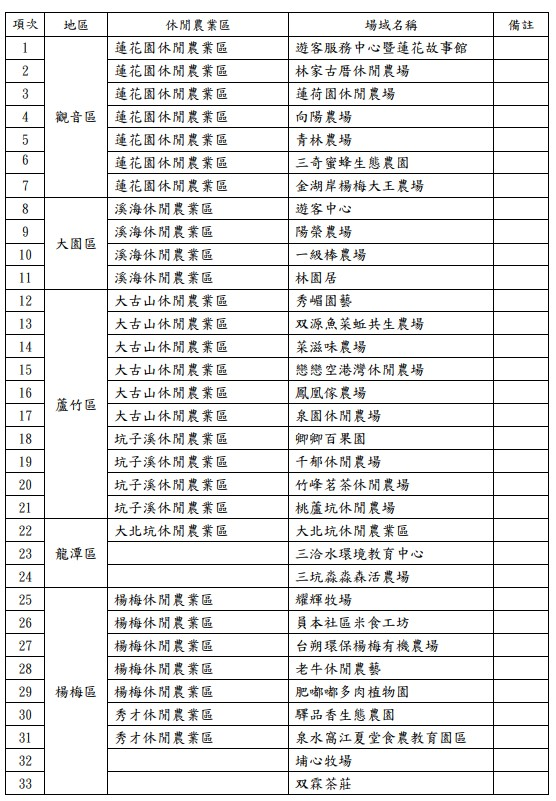 項次 地區 休閒農業區 場域名稱 備註
1 觀音區 蓮花園休閒農業區 遊客服務中心暨蓮花故事館
2 蓮花園休閒農業區 林家古厝休閒農場
3 蓮花園休閒農業區 蓮荷園休閒農場
4 蓮花園休閒農業區 向陽農場
5 蓮花園休閒農業區 青林農場
6 蓮花園休閒農業區 三奇蜜蜂生態農園
7 蓮花園休閒農業區 金湖岸楊梅大王農場
8 大園區 溪海休閒農業區 遊客中心
9 溪海休閒農業區 陽榮農場
10 溪海休閒農業區 一級棒農場
11 溪海休閒農業區 林園居
12 蘆竹區 大古山休閒農業區 秀嵋園藝
13 大古山休閒農業區 双源魚菜蚯共生農場
14 大古山休閒農業區 菜滋味農場
15 大古山休閒農業區 戀戀空港灣休閒農場
16 大古山休閒農業區 鳳凰傢農場
17 大古山休閒農業區 泉園休閒農場
18 坑子溪休閒農業區 卿卿百果園
19 坑子溪休閒農業區 千郁休閒農場
20 坑子溪休閒農業區 竹峰茗茶休閒農場
21 坑子溪休閒農業區 桃蘆坑休閒農場
22 龍潭區 大北坑休閒農業區 大北坑休閒農業區
23 三洽水環境教育中心
24 三坑淼淼森活農場
25 楊梅區 楊梅休閒農業區 耀輝牧場
26 楊梅休閒農業區 員本社區米食工坊
27 楊梅休閒農業區 台朔環保楊梅有機農場
28 楊梅休閒農業區 老牛休閒農藝
29 楊梅休閒農業區 肥嘟嘟多肉植物園
30 秀才休閒農業區 驛品香生態農園
31 秀才休閒農業區 泉水窩江夏堂食農教育園區
32 埔心牧場
33 双霖茶莊